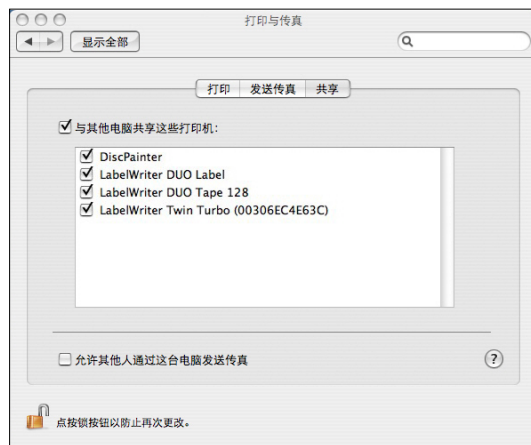 打印与传真
显示全部
打印 发送传真 共享
与其他电脑共享这些打印机：
DiscPainter
LabelWriter DUO Label
LabelWriter DUO Tape 128
LabelWriter Twin Turbo (00306EC4E63C)
允许其他人通过这台电脑发送传真
?
点按锁按钮以防止再次更改。